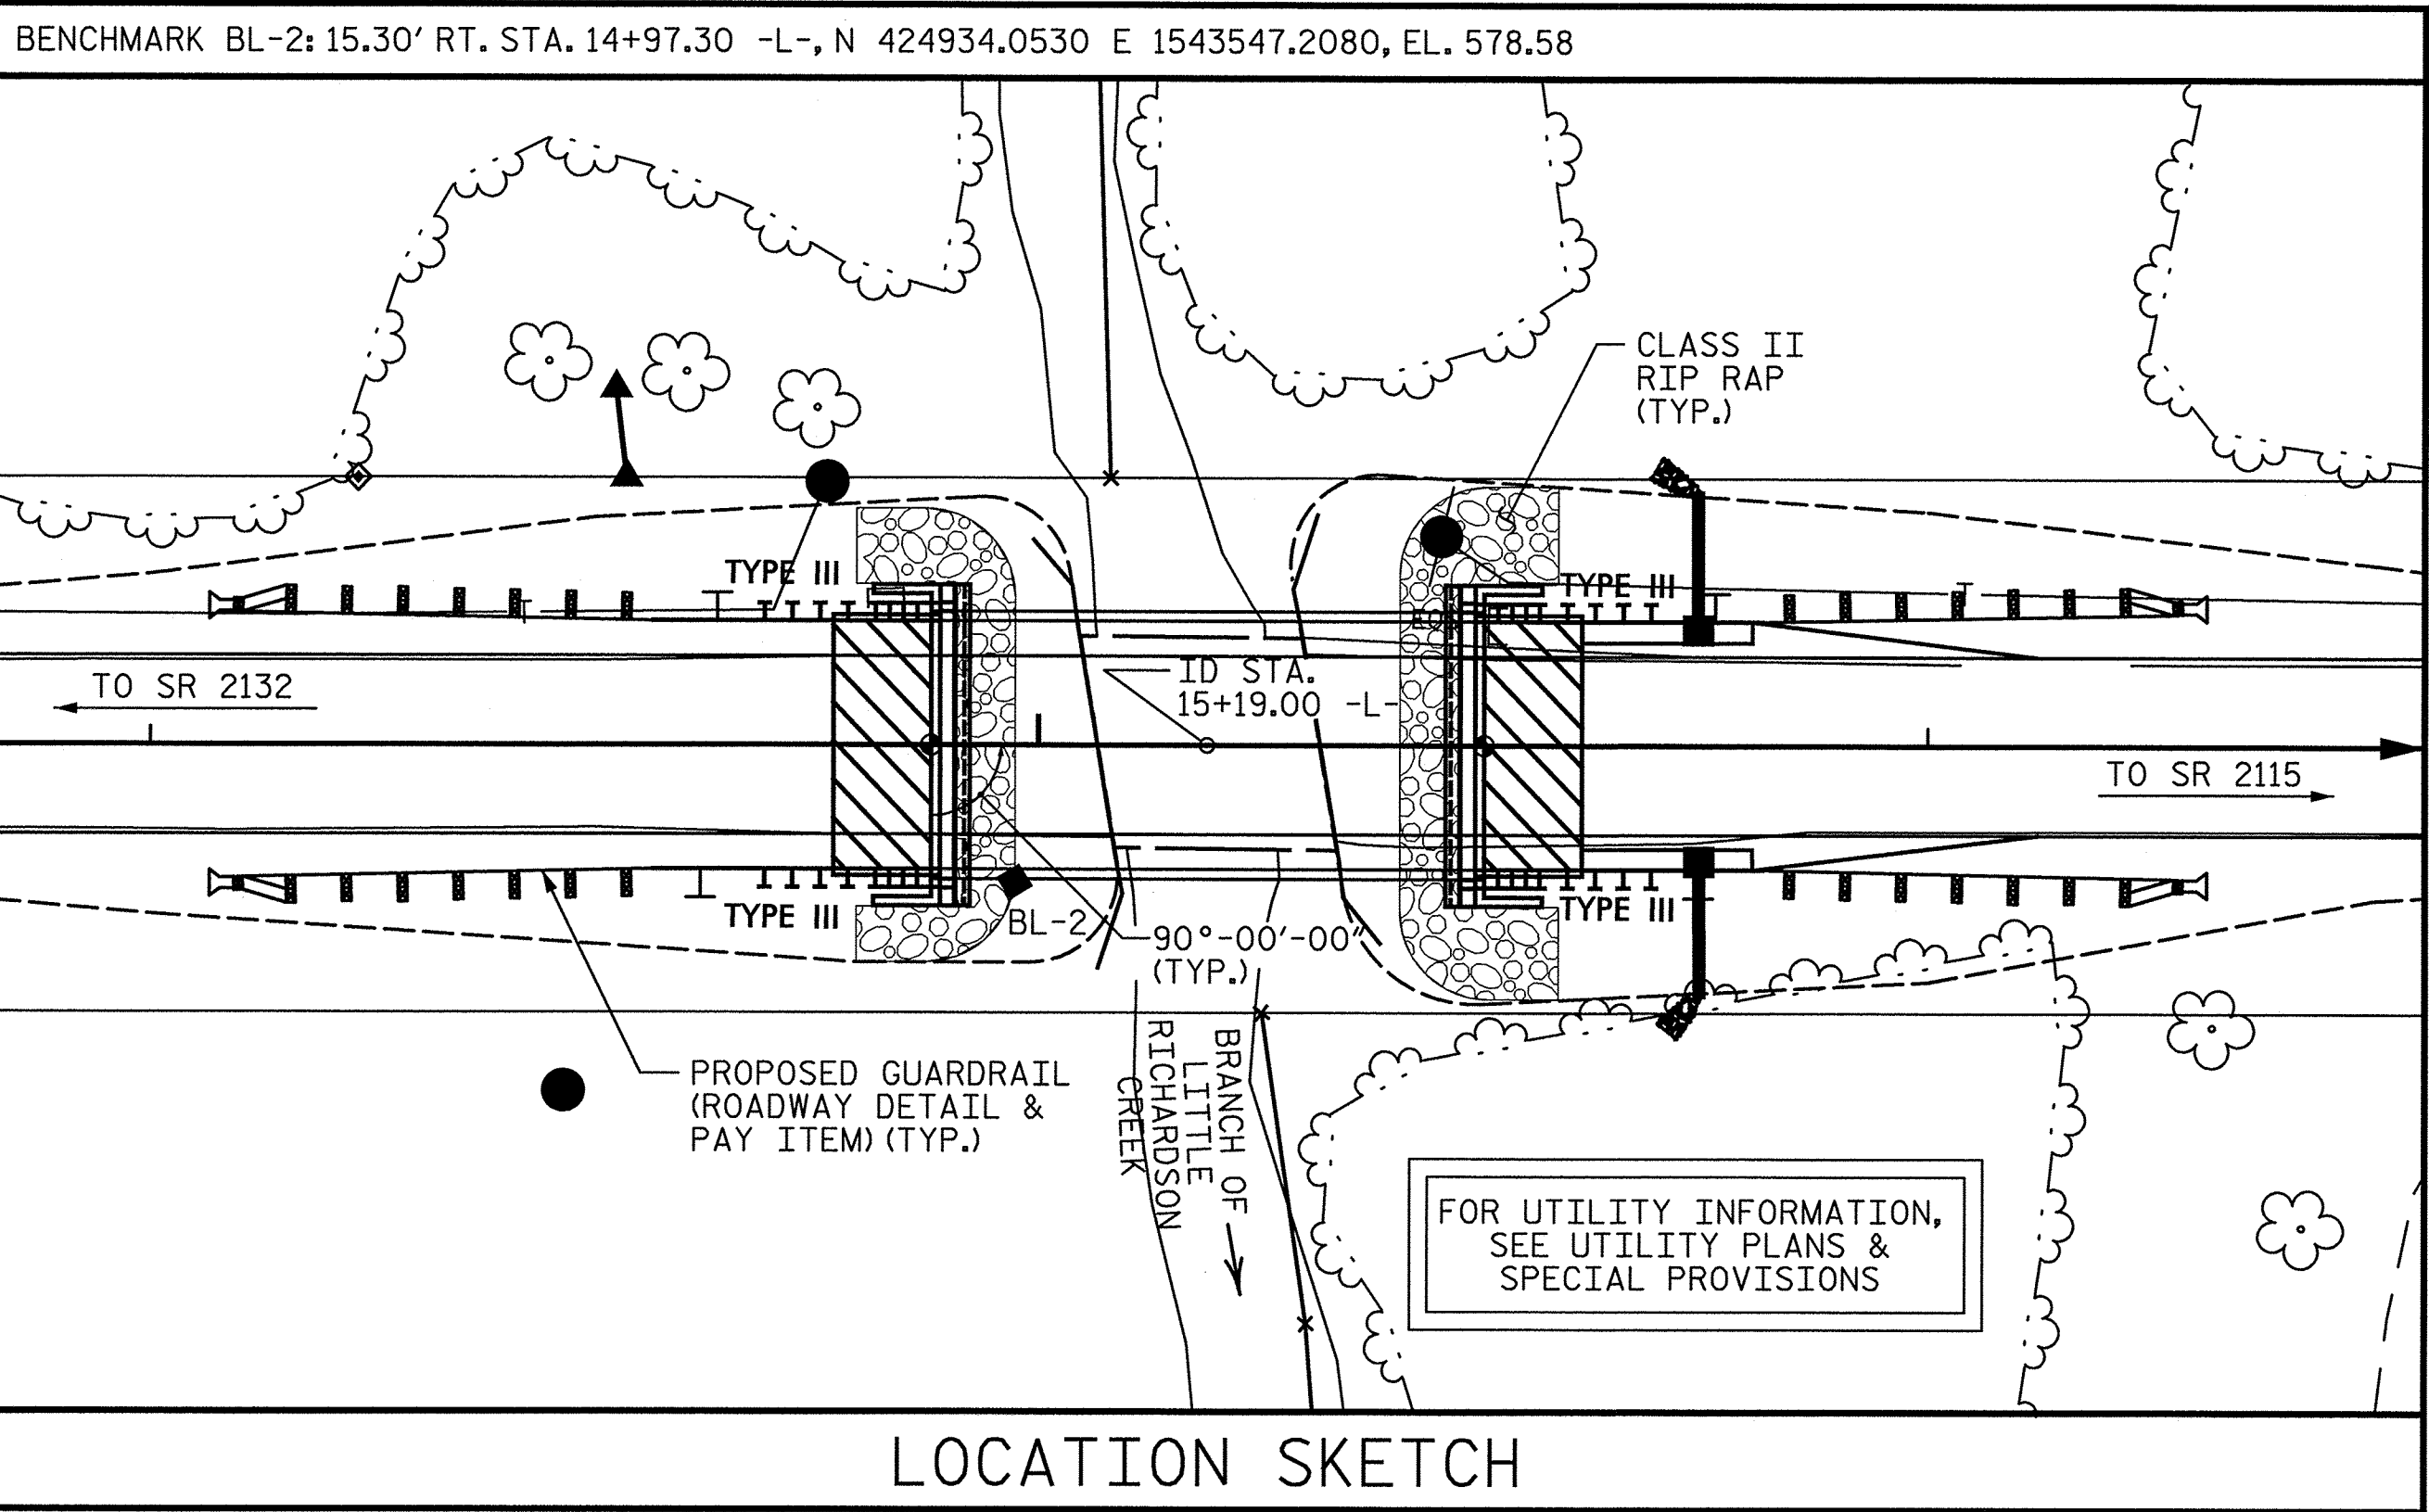 BENCHMARK BL-2: 15.30' RT. STA. 14+97.30 -L-, N 424934.0530 E 1543547.2080, EL. 578.58
CLASS II
RIP RAP
(TYP.)
TYPE III
TYPE III
ID STA.
15+19.00 -L-
TO SR 2132
TO SR 2115
TYPE III
TYPE III
BL-2
90°-00'-00"
(TYP.)
PROPOSED GUARDRAIL
(ROADWAY DETAIL &
PAY ITEM) (TYP.)
BRANCH OF
LITTLE
RICHARDSON
CREEK
FOR UTILITY INFORMATION,
SEE UTILITY PLANS &
SPECIAL PROVISIONS
LOCATION SKETCH